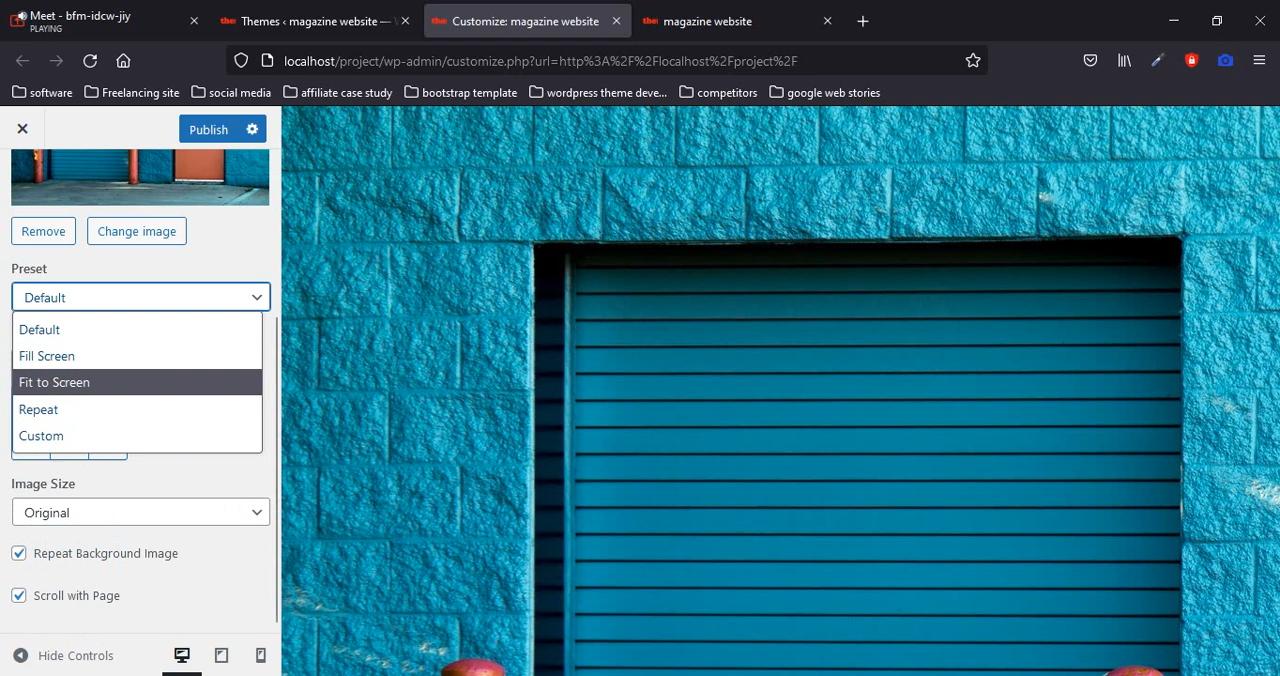 Meet - bfm-idcw-jiy
PLAYING
the: Themes ‹ magazine website —
the: Customize: magazine website
the: magazine website
localhost/project/wp-admin/customize.php?url=http%3A%2F%2Flocalhost%2Fproject%2F
software
Freelancing site
social media
affiliate case study
bootstrap template
wordpress theme deve...
competitors
google web stories
Publish
Remove
Change image
Preset
Default
Default
Fill Screen
Fit to Screen
Repeat
Custom
Image Size
Original
Repeat Background Image
Scroll with Page
Hide Controls